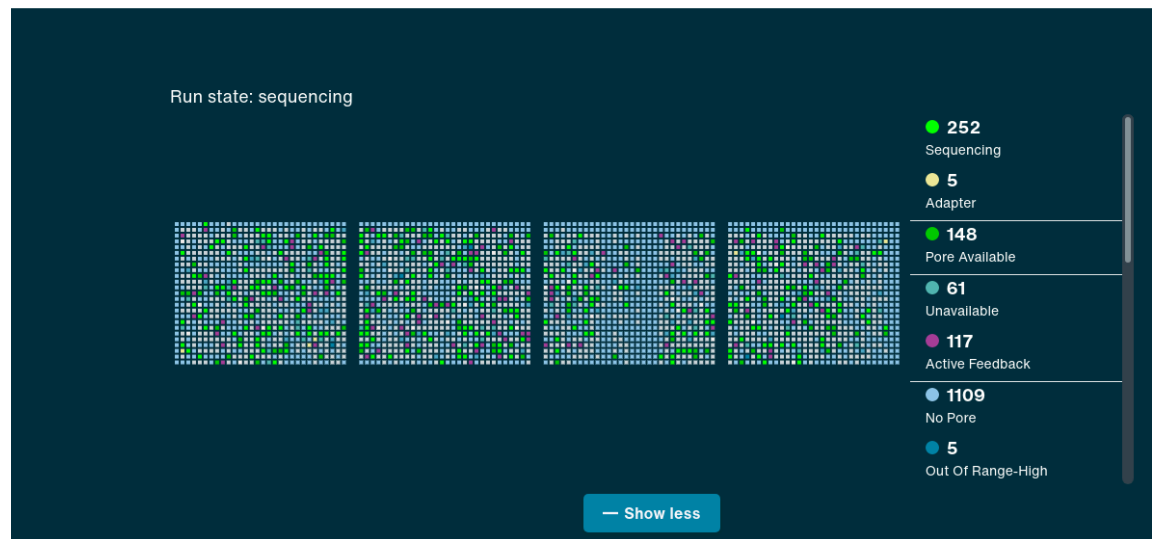 Run state: sequencing
252
Sequencing
5
Adapter
148
Pore Available
61
Unavailable
117
Active Feedback
1109
No Pore
5
Out Of Range-High
— Show less